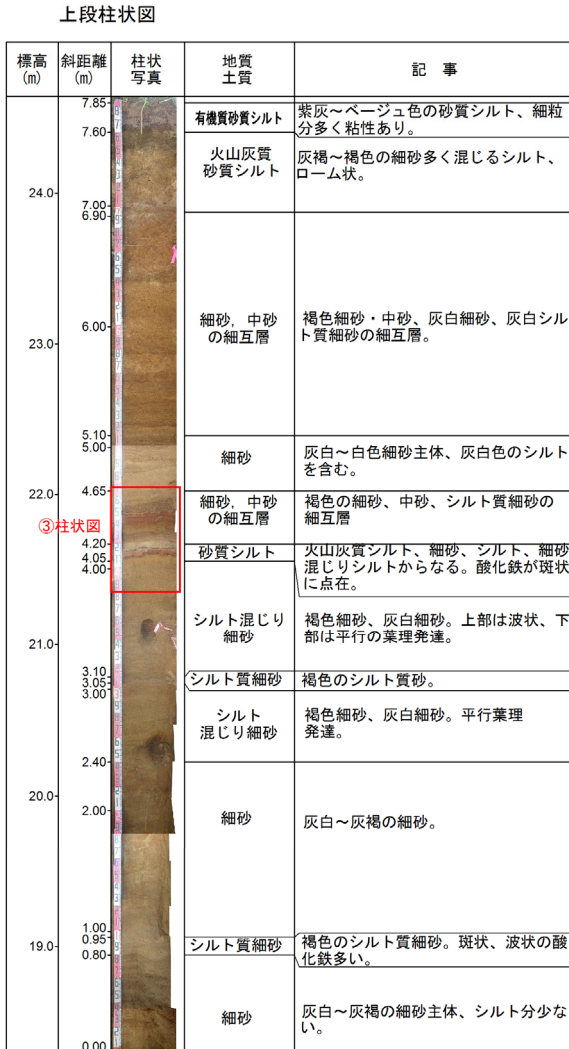 上段柱状図
標高
(m)
斜距離
(m)
柱状
写真
地質
土質
記 事
7.85
有機質砂質シルト
紫灰～ベージュ色の砂質シルト、細粒
分多く粘性あり。
7.60
火山灰質
砂質シルト
灰褐～褐色の細砂多く混じるシルト、
ローム状。
24.0
7.00
6.90
細砂, 中砂
の細互層
褐色細砂・中砂、灰白細砂、灰白シル
ト質細砂の細互層。
6.00
23.0
5.10
5.00
細砂
灰白～白色細砂主体、灰白色のシルト
を含む。
22.0
4.65
細砂, 中砂
の細互層
褐色の細砂、中砂、シルト質細砂の
細互層
③柱状図
4.20
4.05
4.00
砂質シルト
火山灰質シルト、細砂、シルト、細砂
混じりシルトからなる。酸化鉄が斑状
に点在。
シルト混じり
細砂
褐色細砂、灰白細砂。上部は波状、下
部は平行の葉理発達。
21.0
3.10
3.05
3.00
シルト質細砂
褐色のシルト質砂。
シルト
混じり細砂
褐色細砂、灰白細砂。平行葉理
発達。
2.40
20.0
2.00
細砂
灰白～灰褐の細砂。
1.00
0.95
0.80
19.0
シルト質細砂
褐色のシルト質細砂。斑状、波状の酸
化鉄多い。
細砂
灰白～灰褐の細砂主体、シルト分少な
い。
0.00